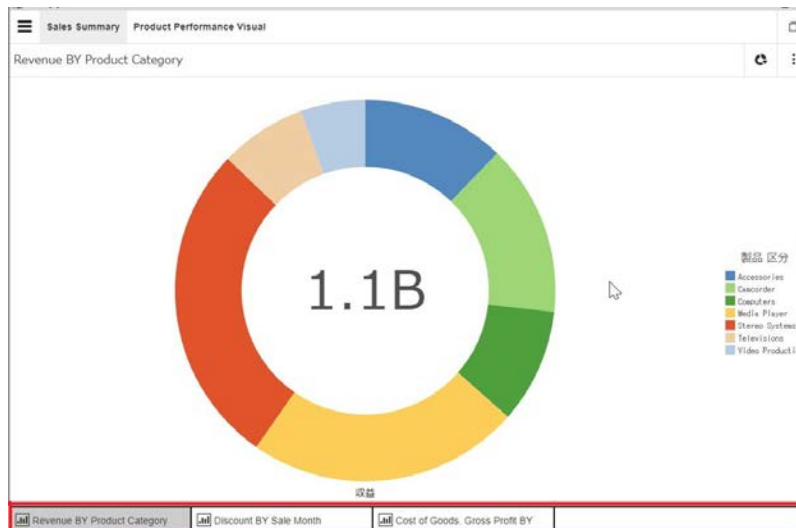 Sales Summary Product Performance Visual
Revenue BY Product Category
1.1B
製品 区分
Accessories
Camcorder
Computers
Media Player
Stereo Systems
Televisions
Video Producti
収益
Revenue BY Product Category Discount BY Sale Month Cost of Goods, Gross Profit BY